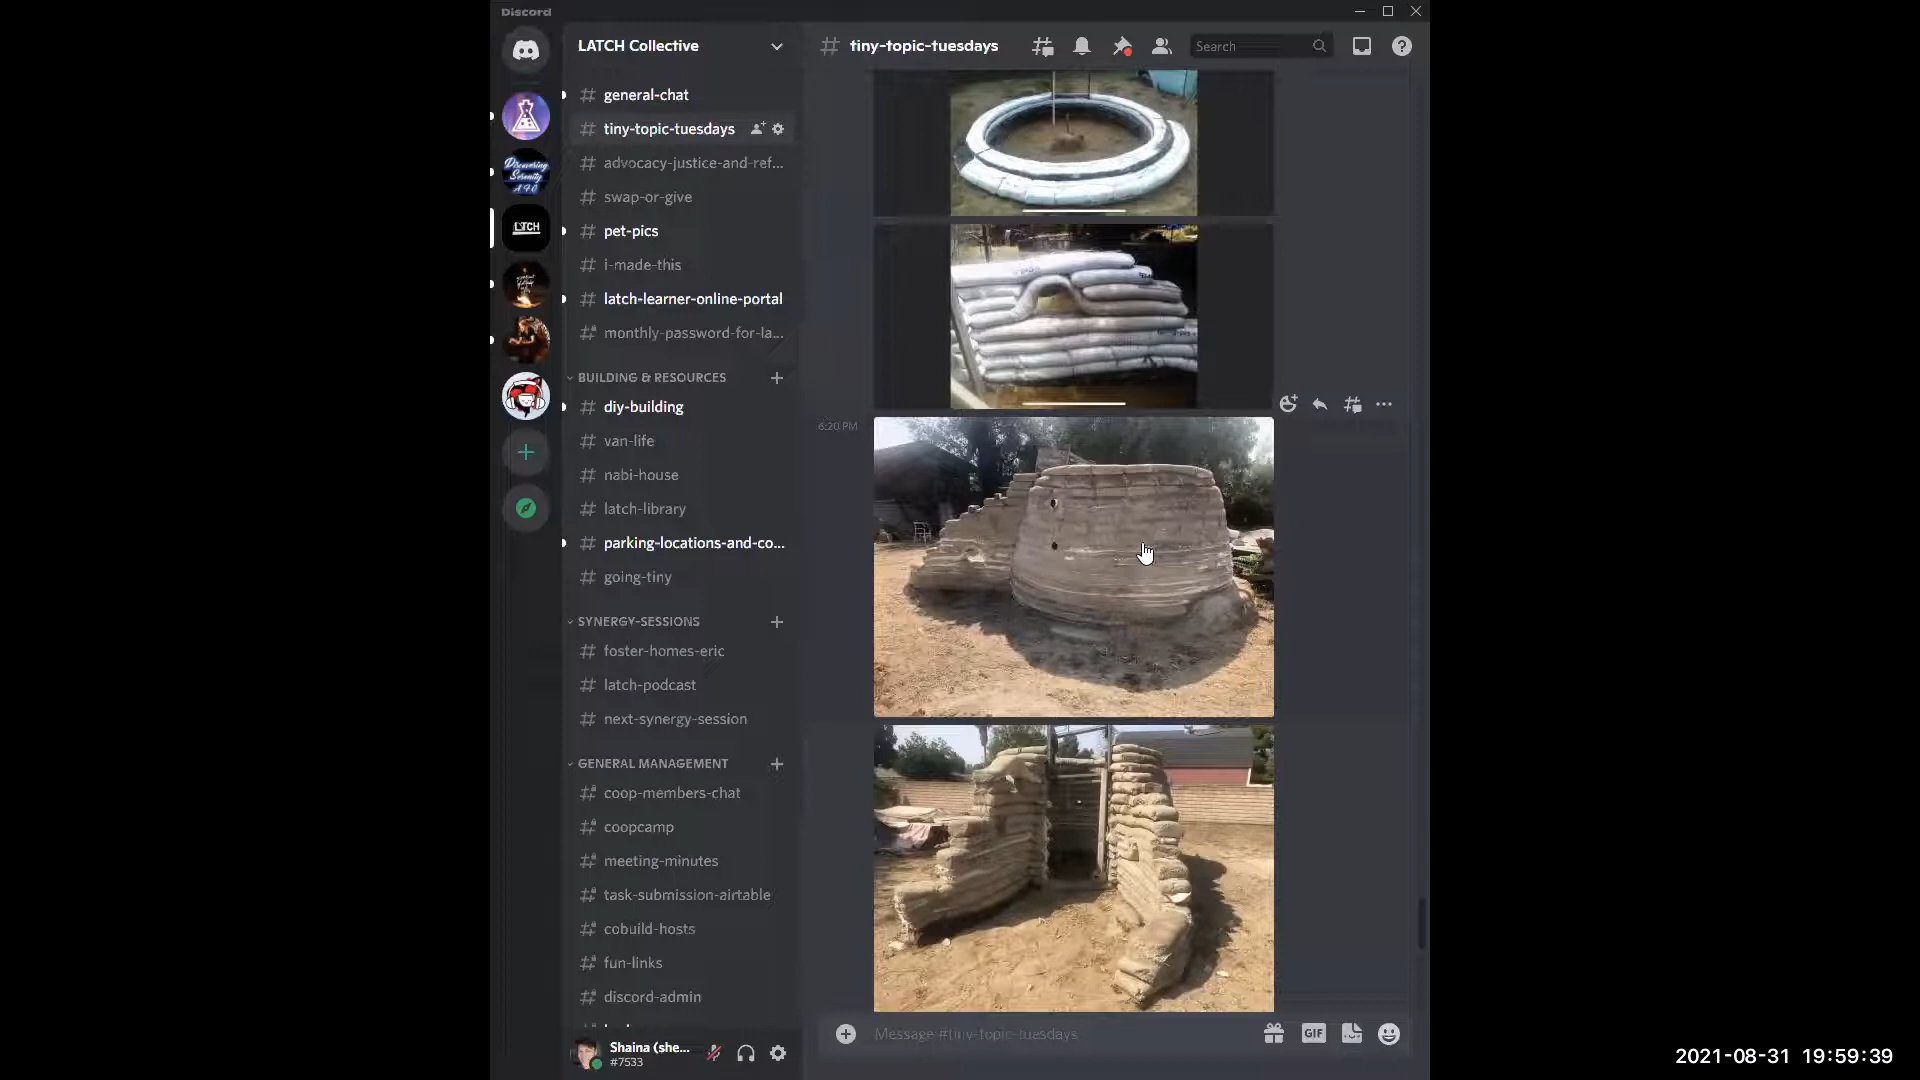 Discord
LATCH Collective
general-chat
tiny-topic-tuesdays
advocacy-justice-and-ref...
swap-or-give
pet-pics
i-made-this
latch-learner-online-portal
monthly-password-for-la...
BUILDING & RESOURCES
diy-building
van-life
nabi-house
latch-library
parking-locations-and-co...
going-tiny
SYNERGY-SESSIONS
foster-homes-eric
latch-podcast
next-synergy-session
GENERAL MANAGEMENT
coop-members-chat
coopcamp
meeting-minutes
task-submission-airtable
cobuild-hosts
fun-links
discord-admin
Shaina (she...
#7533
Discovering
Serenity
LATCH
tiny-topic-tuesdays
Search
6:20 PM
Message #tiny-topic-tuesdays
GIF
2021-08-31 19:59:39